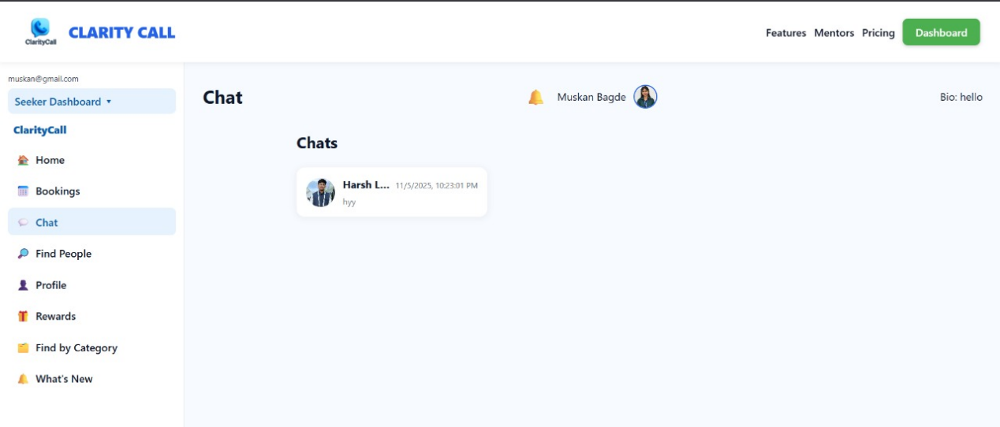 ClarityCall
CLARITY CALL
Features Mentors Pricing Dashboard
muskan@gmail.com
Seeker Dashboard ▾
ClarityCall
Home
Bookings
Chat
Find People
Profile
Rewards
Find by Category
What's New
Chat
Muskan Bagde
Bio: hello
Chats
Harsh L... 11/5/2025, 10:23:01 PM
hyy